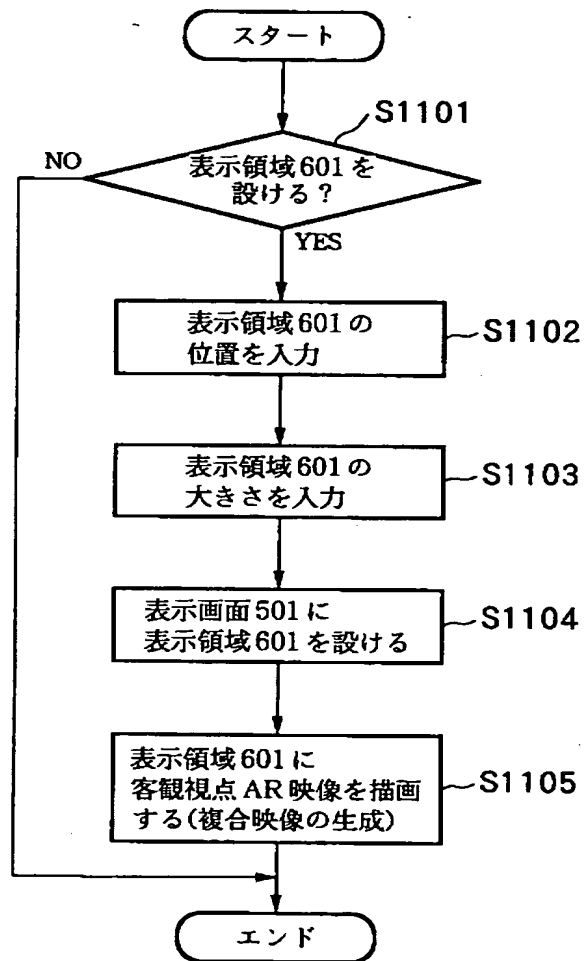 スタート
S1101
NO
表示領域601を
設ける?
YES
表示領域601の
位置を入力
S1102
表示領域601の
大きさを入力
S1103
表示画面501に
表示領域601を設ける
S1104
表示領域601に
客観視点AR映像を描画
する(複合映像の生成)
S1105
エンド